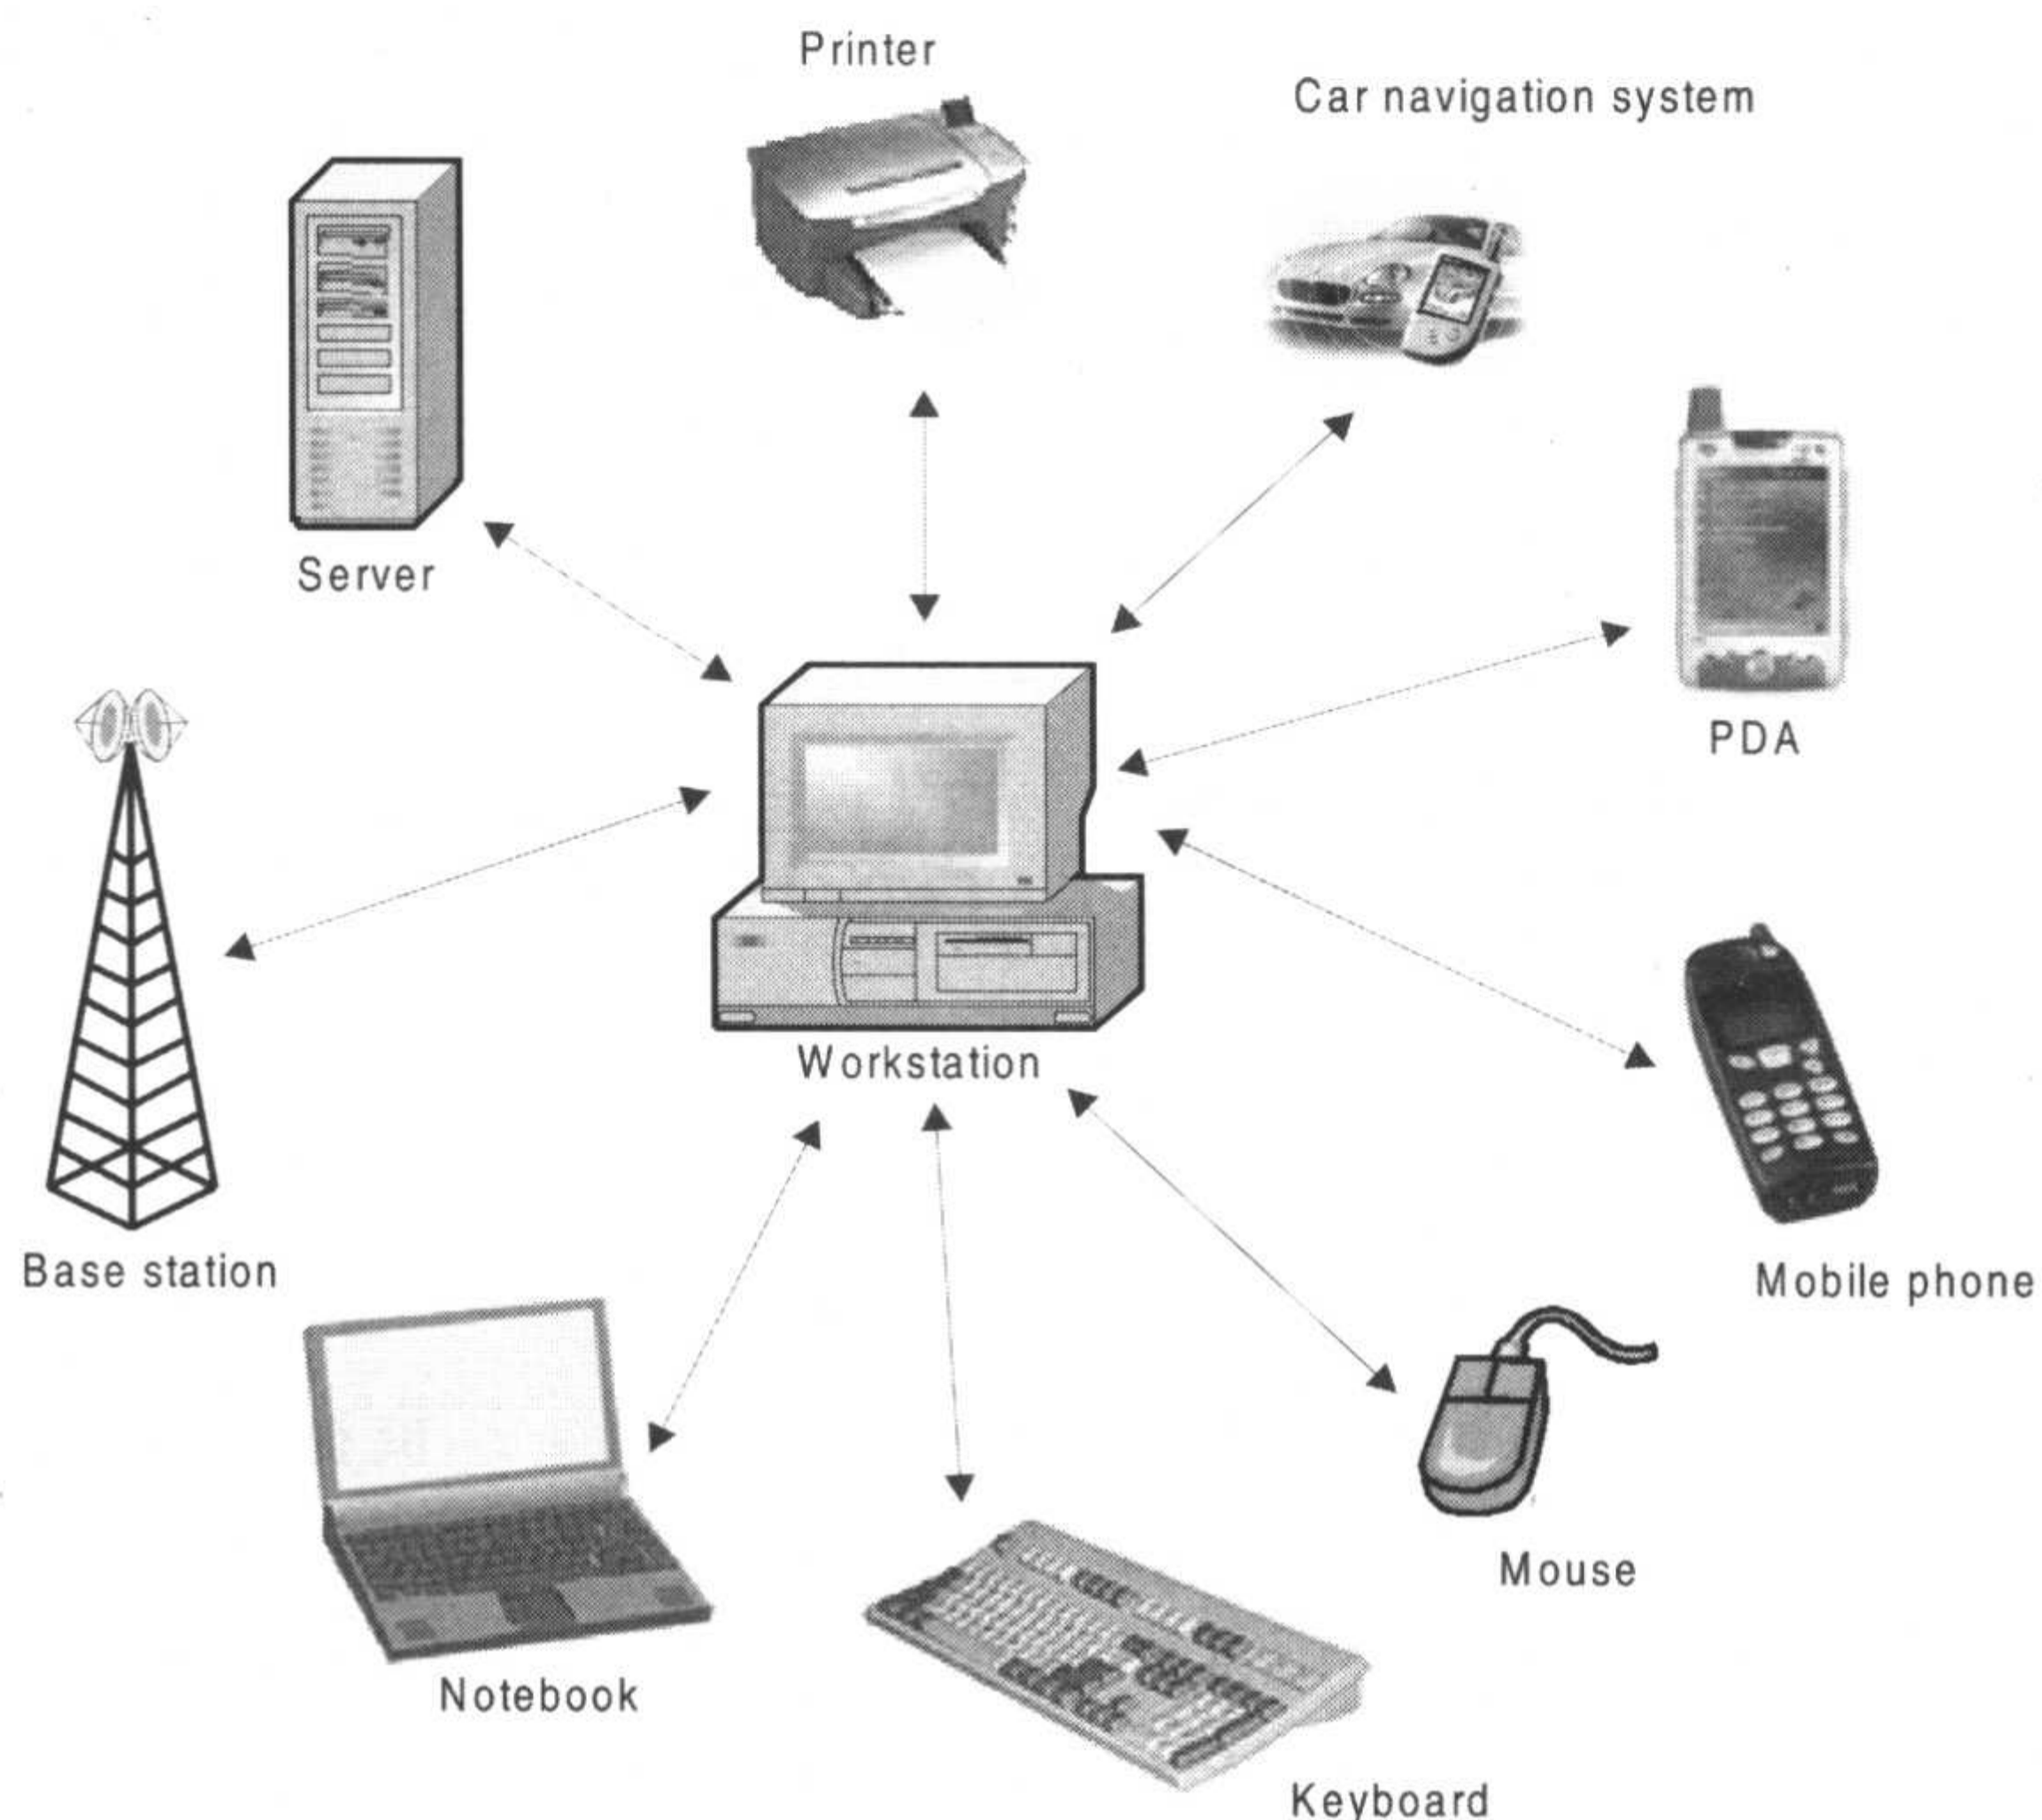 Printer
Car navigation system
Server
PDA
Workstation
Base station
Mobile phone
Mouse
Notebook
Keyboard